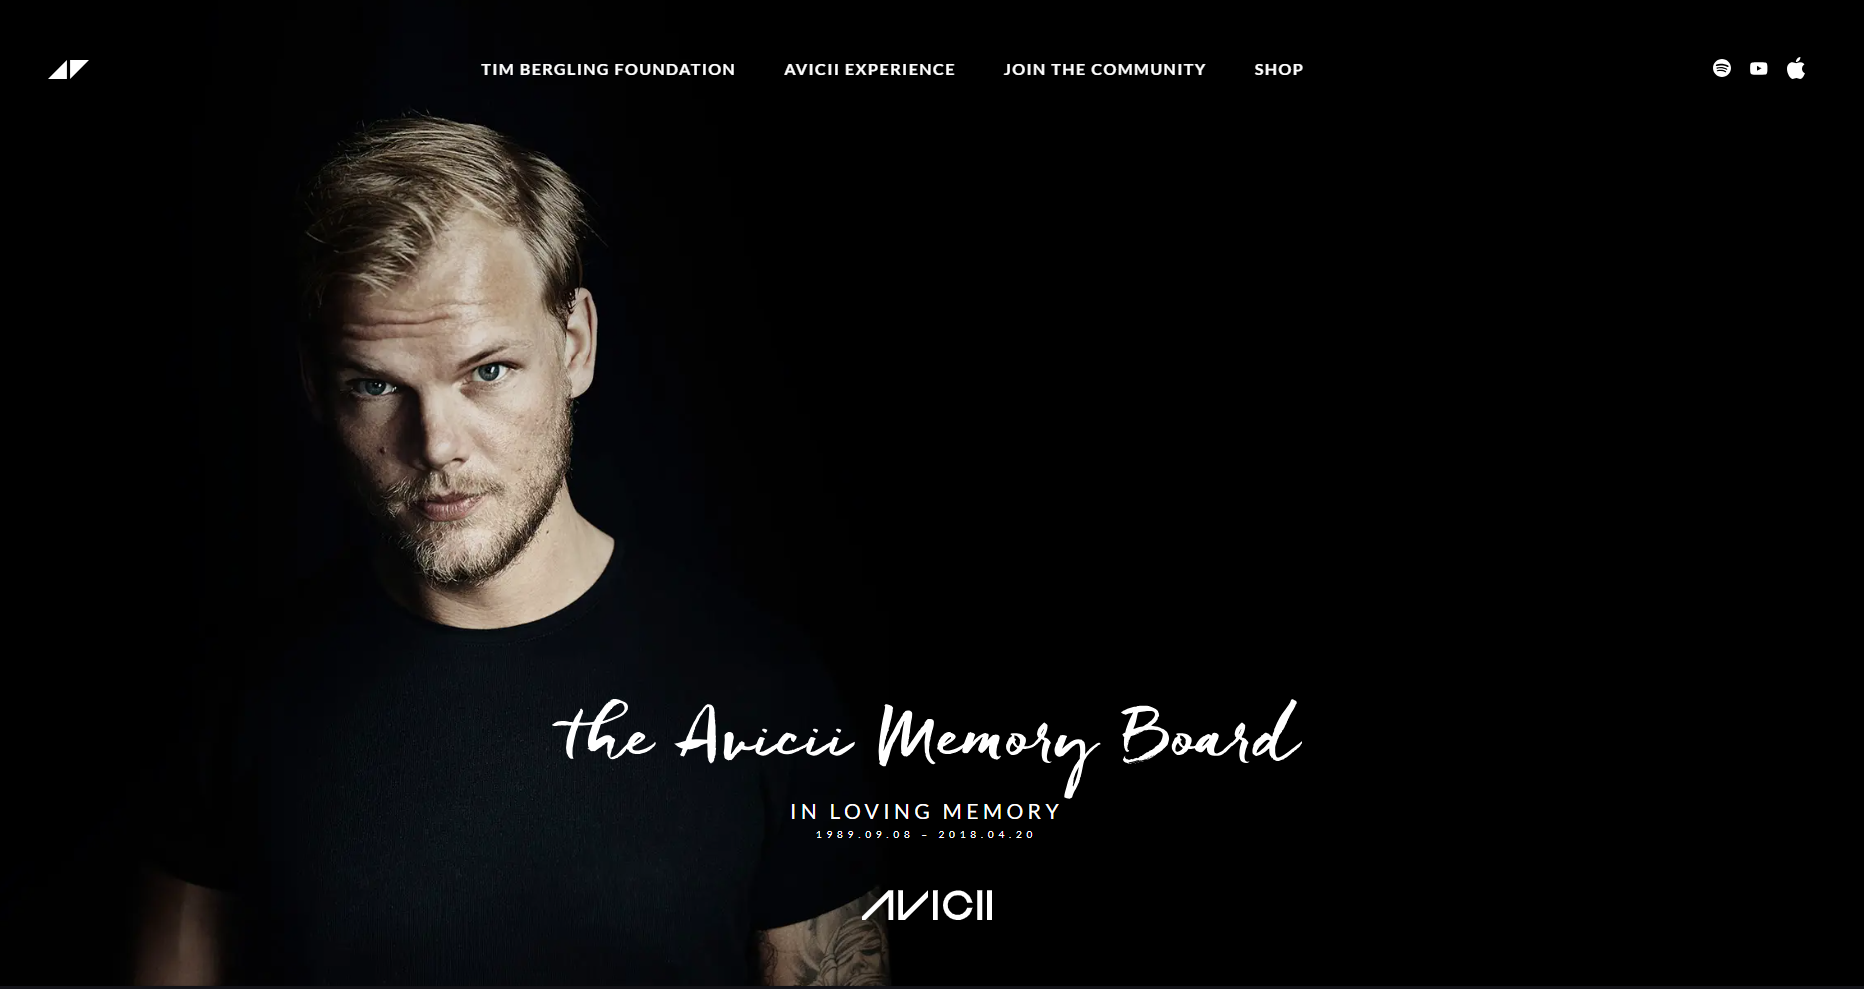 TIM BERGLING FOUNDATION AVICII EXPERIENCE JOIN THE COMMUNITY SHOP
the Avicii Memory Board
IN LOVING MEMORY
1989.09.08 – 2018.04.20
AVICII